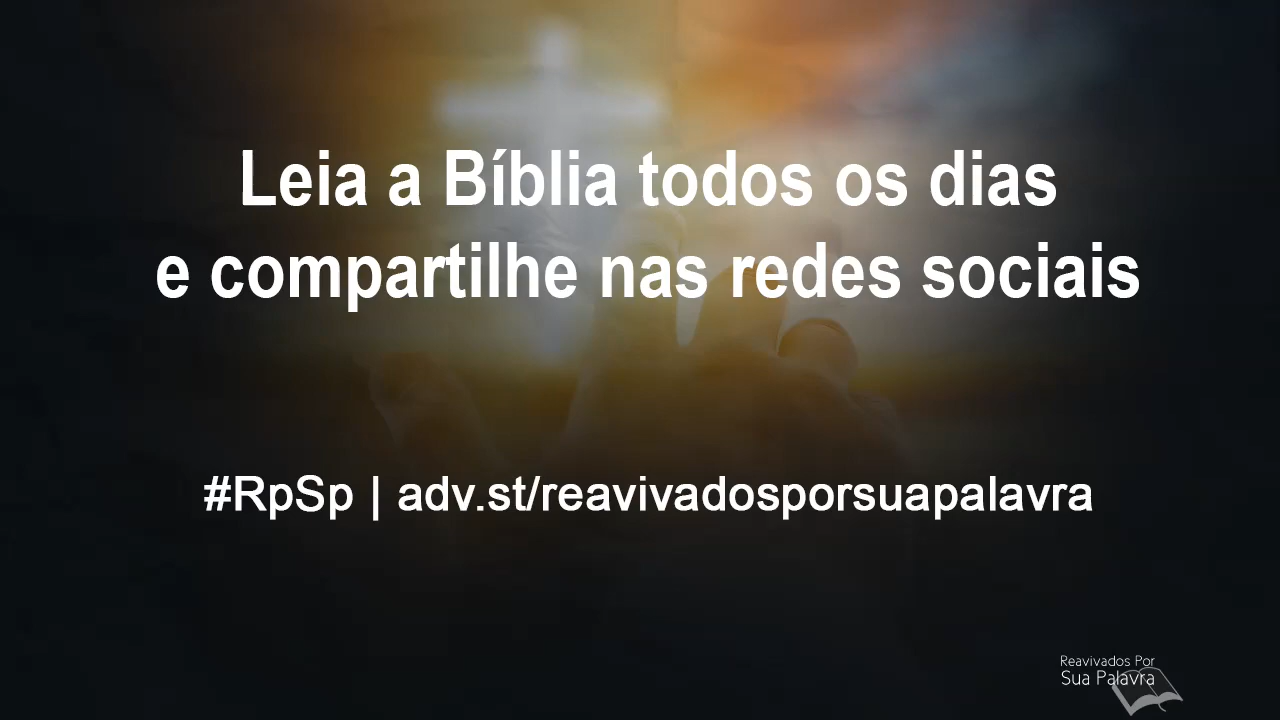 Leia a Bíblia todos os dias
e compartilhe nas redes sociais
#RpSp | adv.st/reavivadosporsuapalavra
Reavivados Por
Sua Palavra